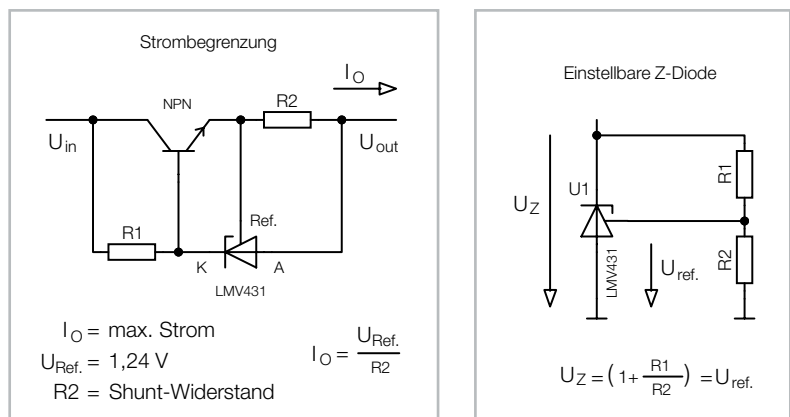 Strombegrenzung
I_O
NPN
R2
U_in
U_out
Ref.
R1
K
A
LMV431
I_O = max. Strom
U_Ref. = 1,24 V
R2 = Shunt-Widerstand
I_O = U_Ref. / R2
Einstellbare Z-Diode
U1
R1
U_Z
R2
LMV431
U_ref.
U_Z = (1+ R1 / R2) = U_ref.